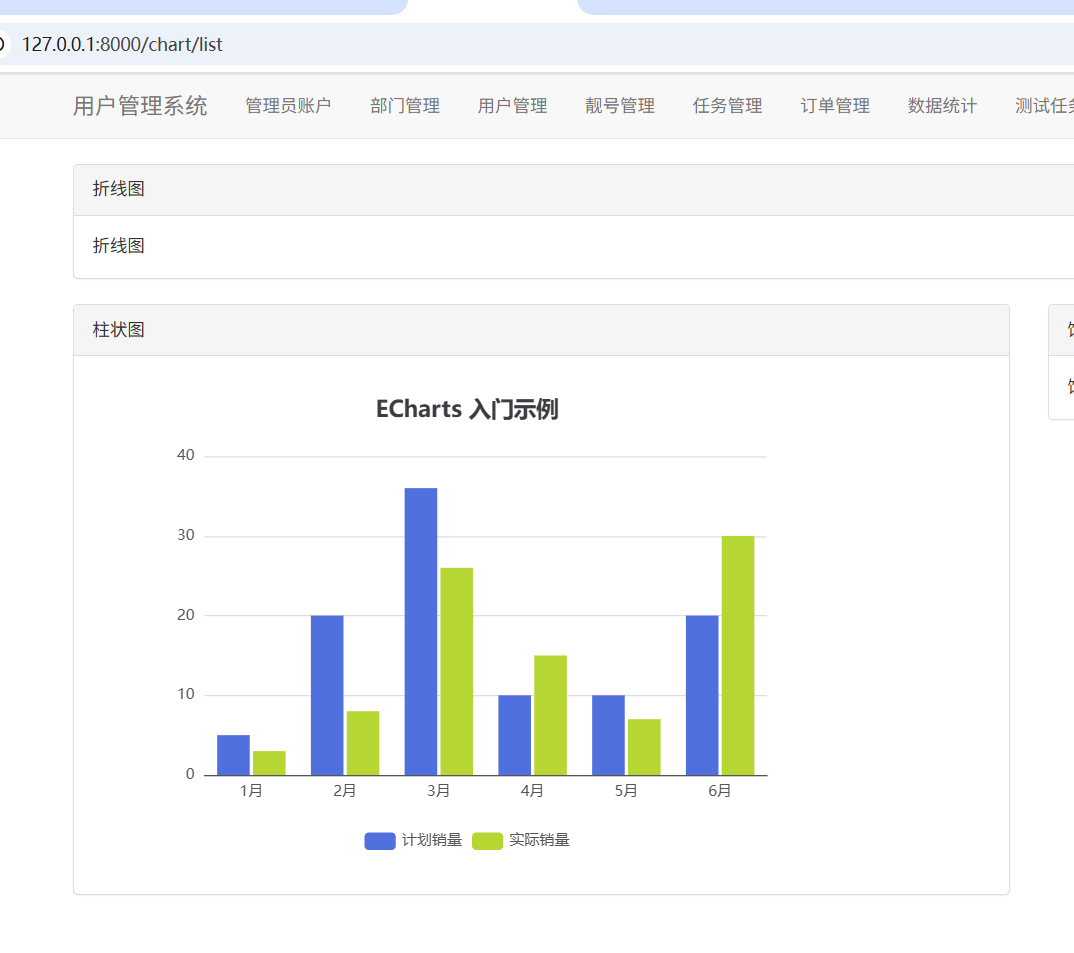 127.0.0.1:8000/chart/list
用户管理系统 管理员账户 部门管理 用户管理 靓号管理 任务管理 订单管理 数据统计 测试任务
折线图
折线图
柱状图
ECharts 入门示例
40
30
20
10
0
1月 2月 3月 4月 5月 6月
计划销量 实际销量